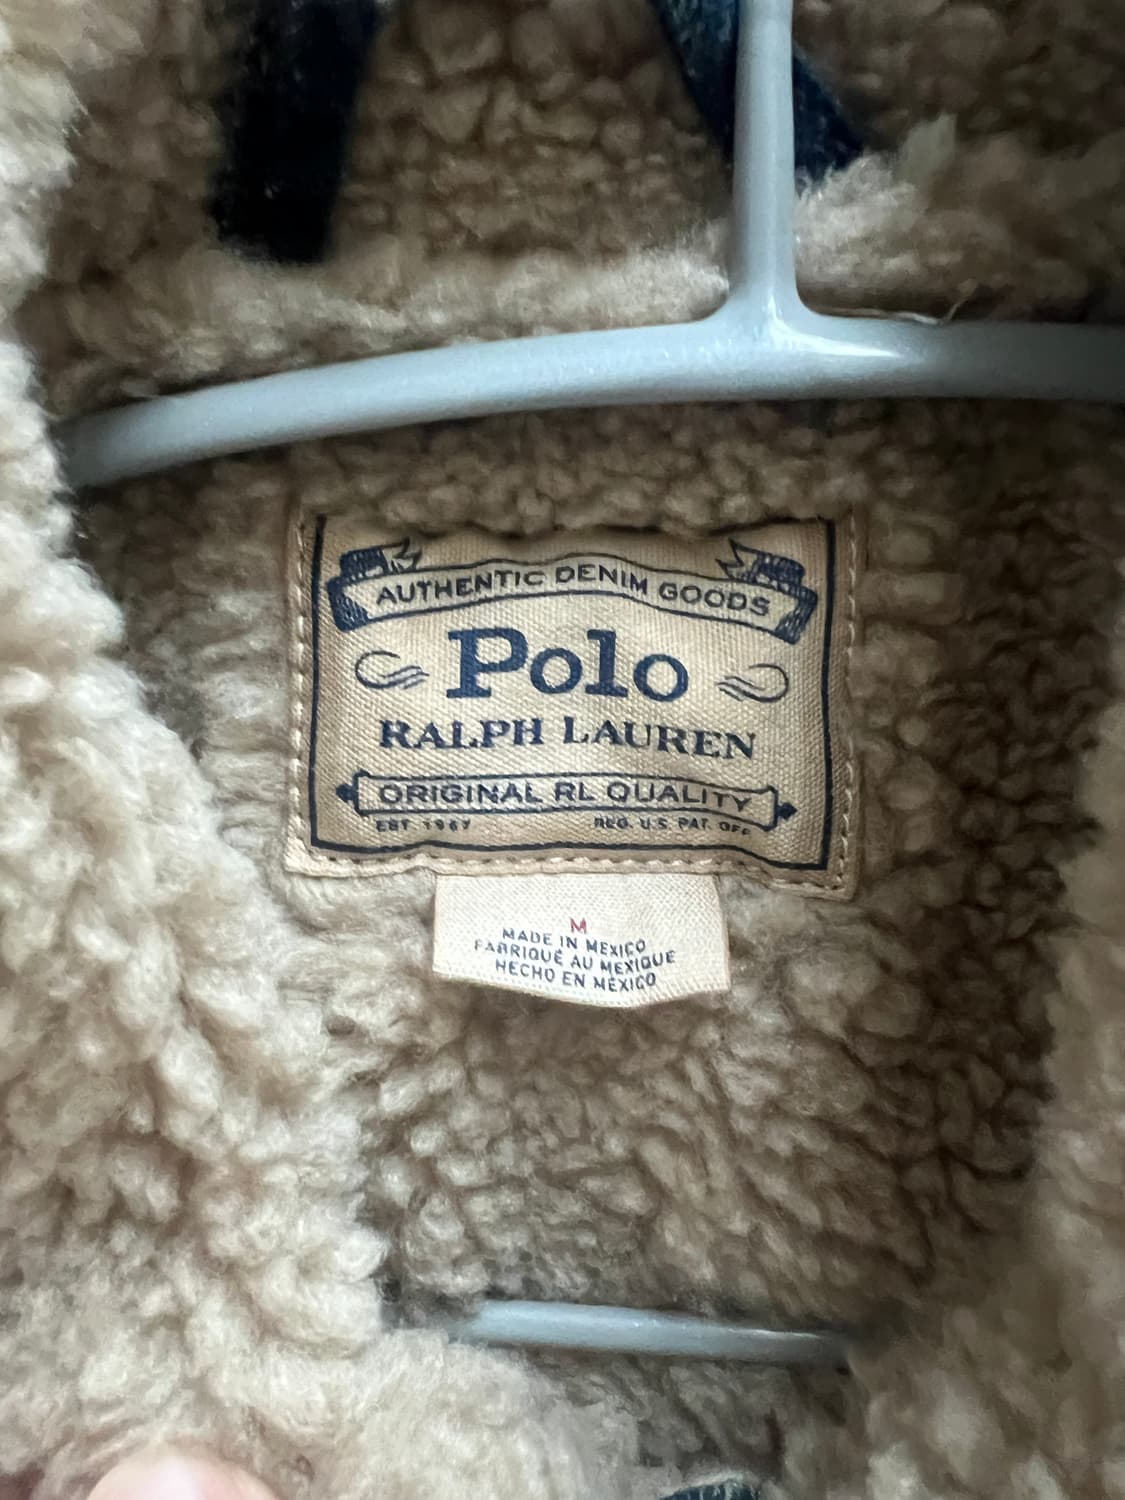 AUTHENTIC DENIM GOODS
Polo
RALPH LAUREN
ORIGINAL RL QUALITY
EST 1967 REG. U.S. PAT. OFF
M
MADE IN MEXICO
FABRIQUÉ AU MEXIQUE
HECHO EN MÉXICO